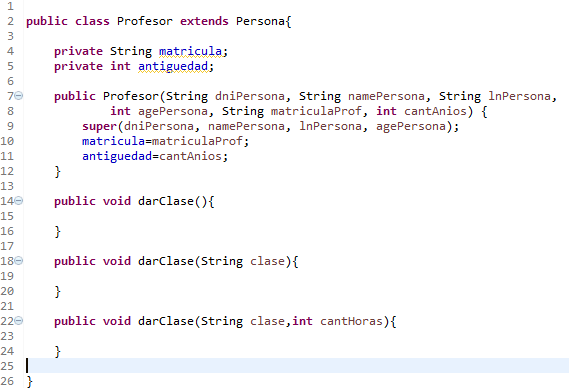 1
2 public class Profesor extends Persona{
3
4     private String matricula;
5     private int antiguedad;
6
7     public Profesor(String dniPersona, String namePersona, String lnPersona,
8             int agePersona, String matriculaProf, int cantAnios) {
9         super(dniPersona, namePersona, lnPersona, agePersona);
10         matricula=matriculaProf;
11         antiguedad=cantAnios;
12     }
13
14     public void darClase(){
15
16     }
17
18     public void darClase(String clase){
19
20     }
21
22     public void darClase(String clase,int cantHoras){
23
24     }
25
26 }